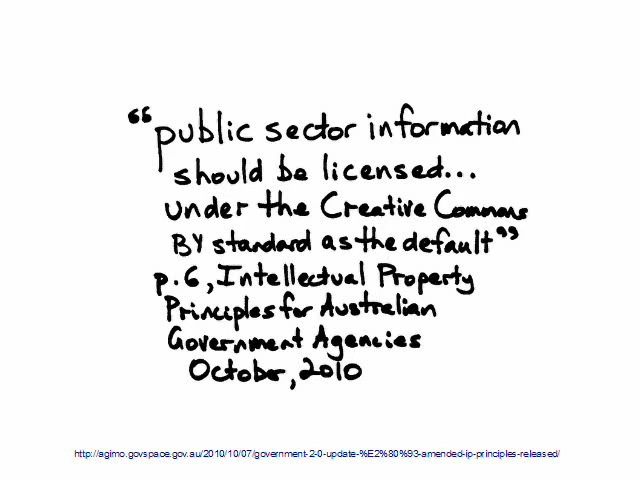 “public sector information
should be licensed...
under the Creative Commons
BY standard as the default”
p.6, Intellectual Property
Principles for Australian
Government Agencies
October, 2010
http://agimo.govspace.gov.au/2010/10/07/government-2-0-update-%E2%80%93-amended-ip-principles-released/